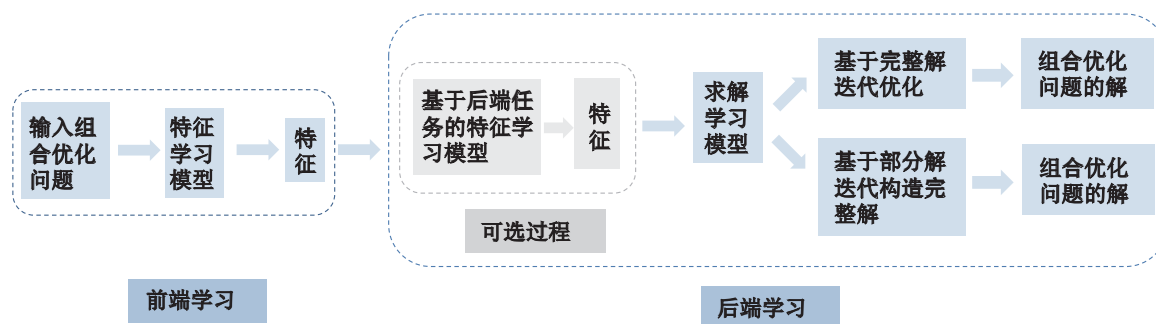 输入组
合优化
问题
特征
学习
模型
特
征
基于后端任
务的特征学
习模型
特
征
可选过程
求解
学习
模型
基于完整解
迭代优化
组合优化
问题的解
基于部分解
迭代构造完
整解
组合优化
问题的解
前端学习
后端学习